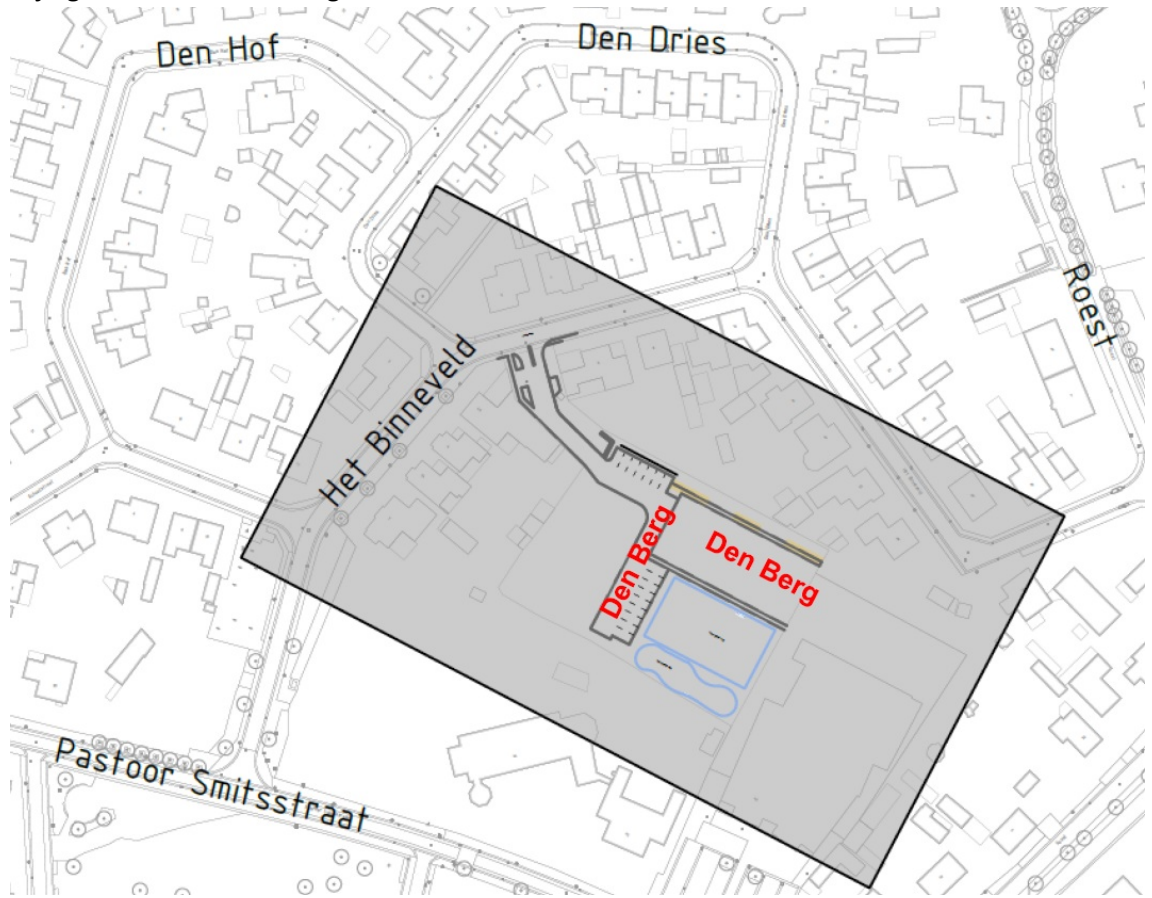 Den Hof
Den Dries
Roest
Het Binneveld
Den Berg
Den Berg
Pastoor Smitsstraat